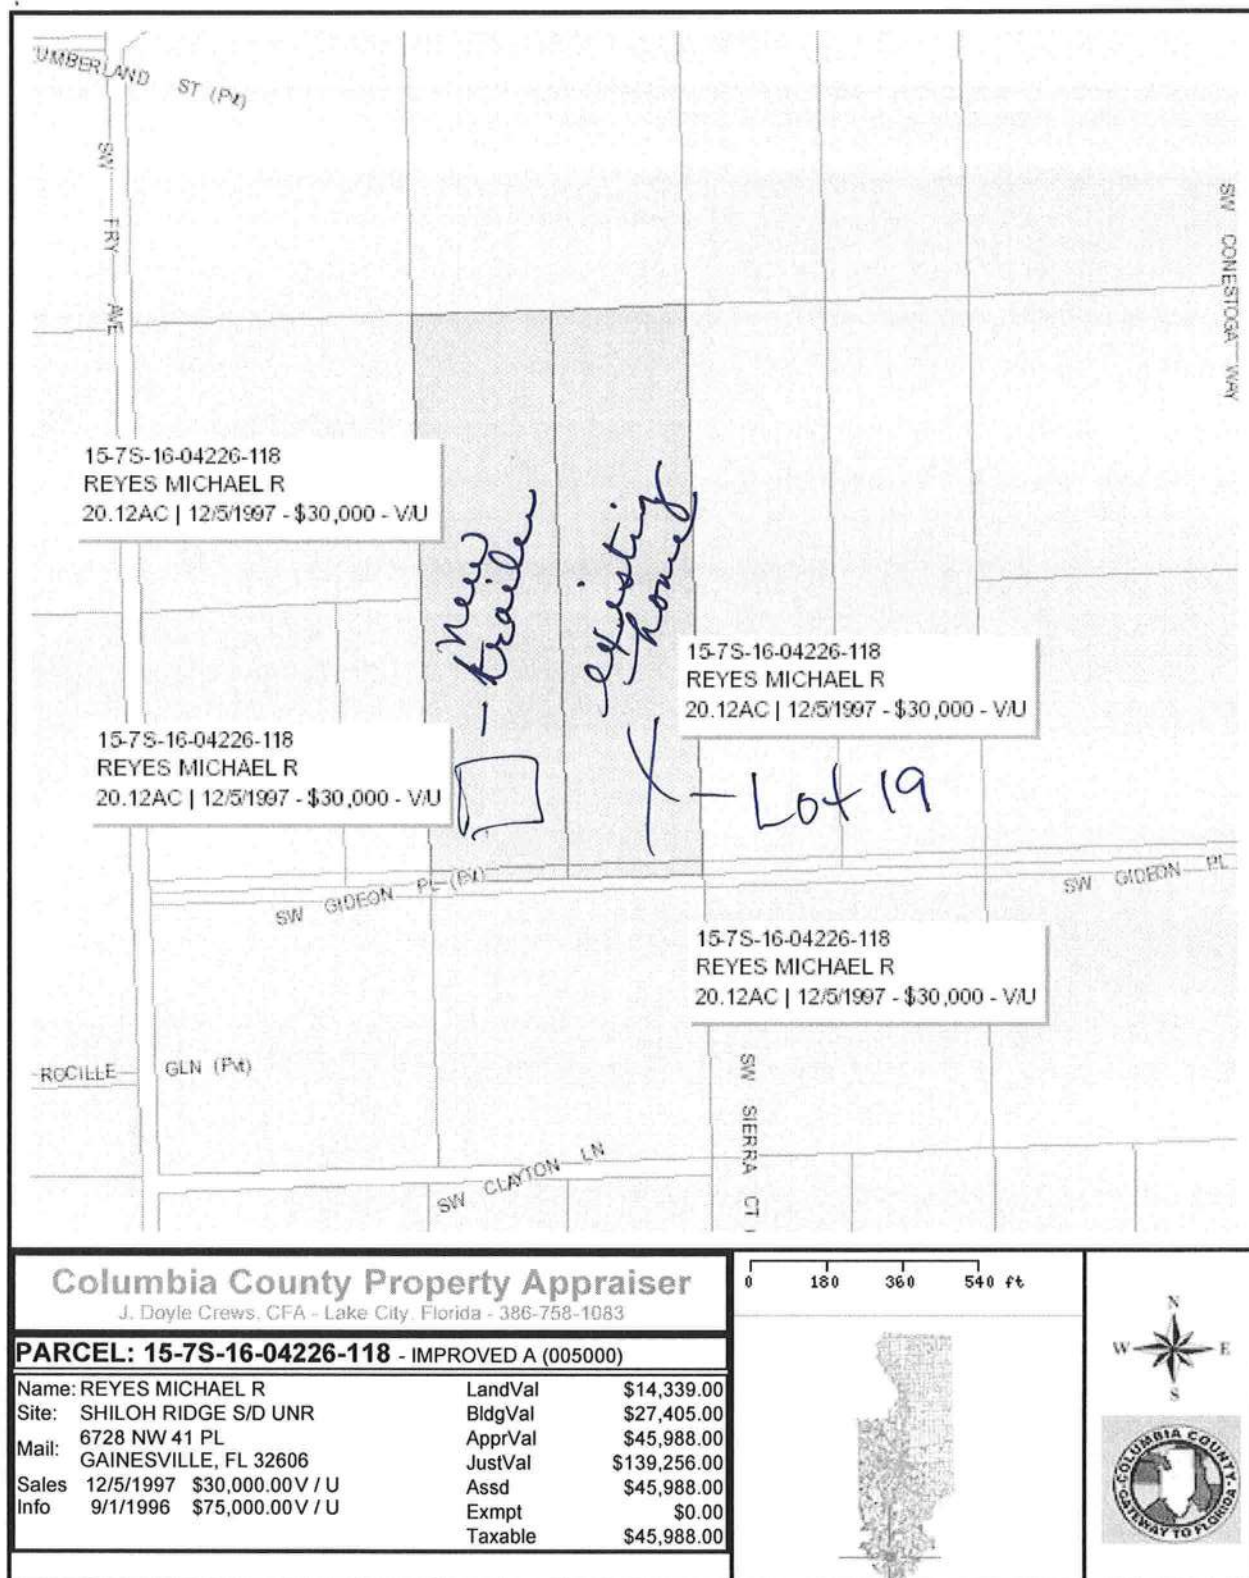 UMBERLAND ST (Pvt)
SW FRY AVE
SW CONESTOGA WAY
15-7S-16-04226-118
REYES MICHAEL R
20.12AC | 12/5/1997 - $30,000 - V/U
New
trailer
existing
home
15-7S-16-04226-118
REYES MICHAEL R
20.12AC | 12/5/1997 - $30,000 - V/U
15-7S-16-04226-118
REYES MICHAEL R
20.12AC | 12/5/1997 - $30,000 - V/U
X - Lot 19
SW GIDEON PL (Pvt)
SW GIDEON PL
15-7S-16-04226-118
REYES MICHAEL R
20.12AC | 12/5/1997 - $30,000 - V/U
ROCILLE GLN (Pvt)
SW SIERRA CT
SW CLAYTON LN
Columbia County Property Appraiser
J. Doyle Crews, CFA - Lake City, Florida - 386-758-1083
PARCEL: 15-7S-16-04226-118 - IMPROVED A (005000)
Name: REYES MICHAEL R LandVal $14,339.00
Site: SHILOH RIDGE S/D UNR BldgVal $27,405.00
Mail: 6728 NW 41 PL ApprVal $45,988.00
GAINESVILLE, FL 32606 JustVal $139,256.00
Sales 12/5/1997 $30,000.00 V / U Assd $45,988.00
Info 9/1/1996 $75,000.00 V / U Exmpt $0.00
Taxable $45,988.00
0 180 360 540 ft
N
W E
S
COLUMBIA COUNTY
GATEWAY TO FLORIDA